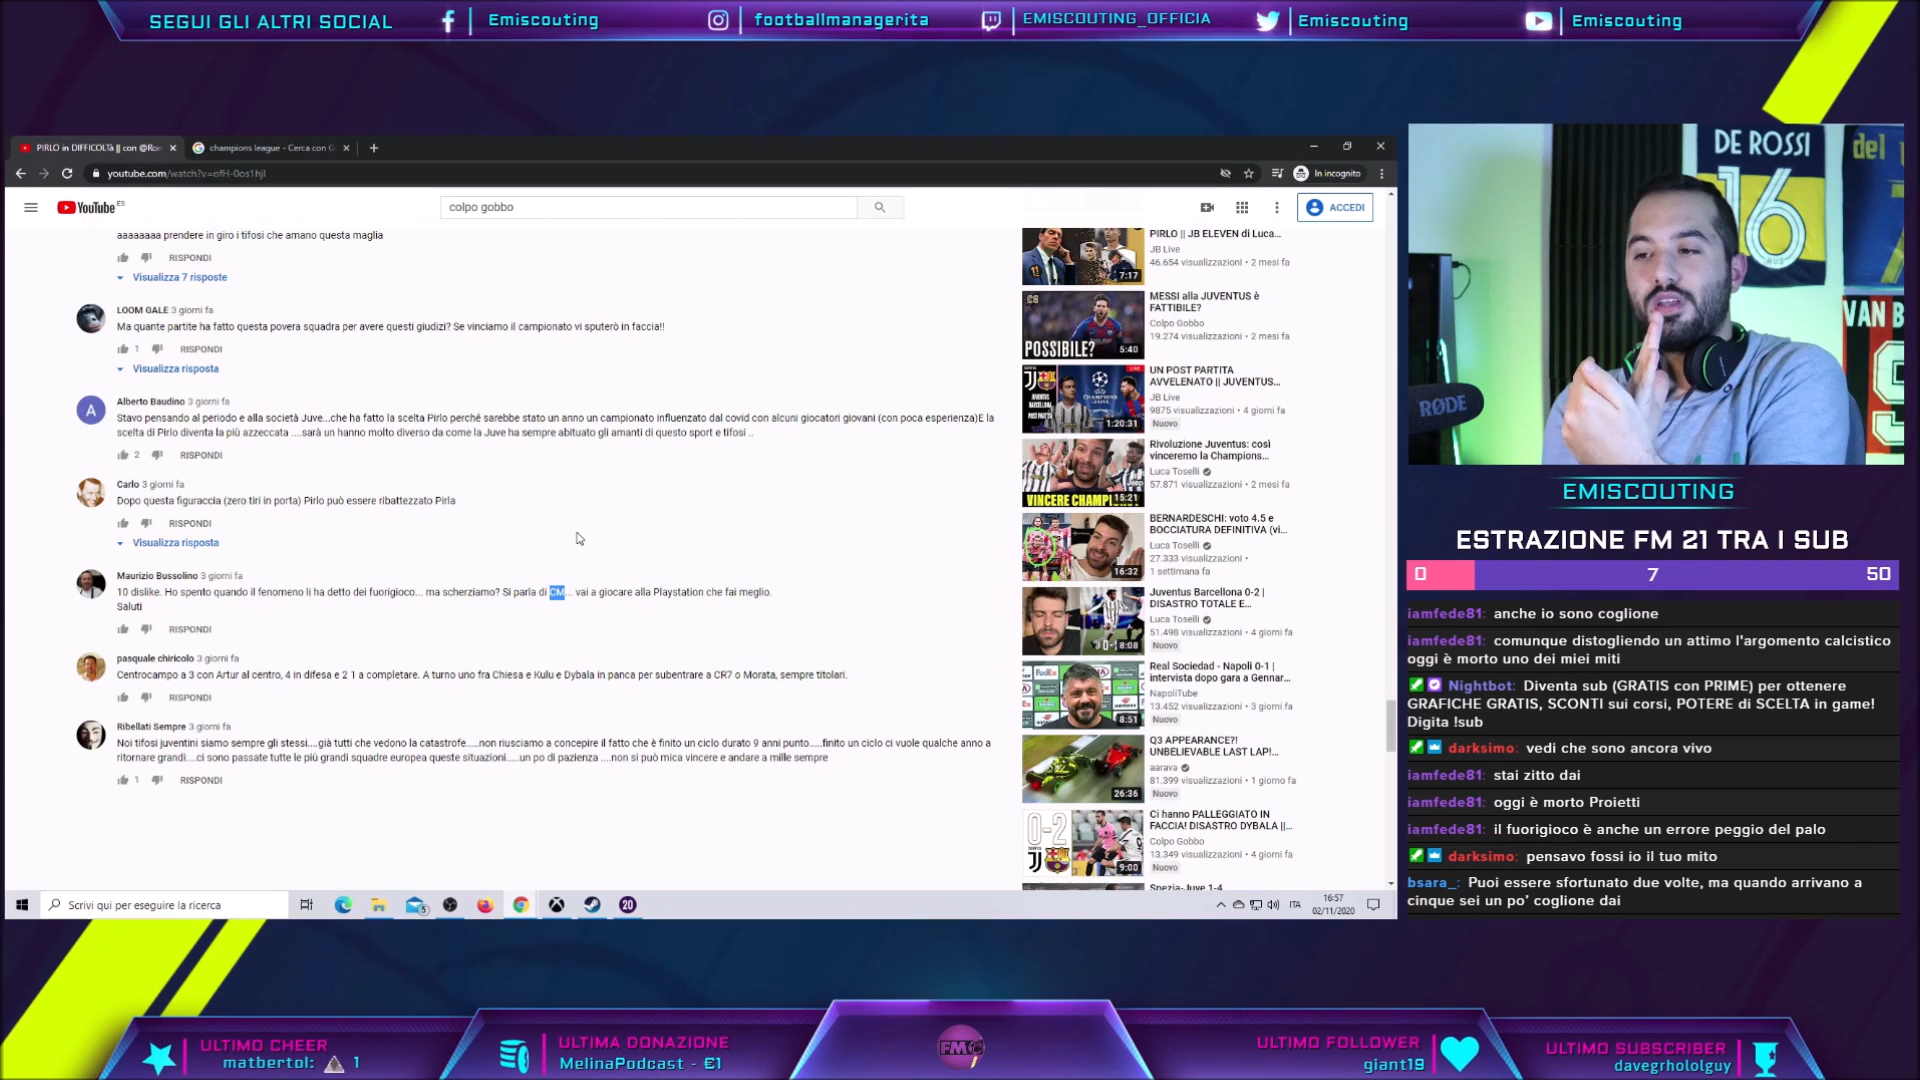 SEGUI GLI ALTRI SOCIAL
Emiscouting
footballmanagerita
EMISCOUTING_OFFICIA
Emiscouting
Emiscouting
PIRLO in DIFFICOLTÀ || con @Ron
champions league - Cerca con G
youtube.com/watch?v=ofH-0os1hjI
In incognito
YouTube ES
colpo gobbo
ACCEDI
aaaaaaaa prendere in giro i tifosi che amano questa maglia
RISPONDI
Visualizza 7 risposte
LOOM GALE 3 giorni fa
Ma quante partite ha fatto questa povera squadra per avere questi giudizi? Se vinciamo il campionato vi sputerò in faccia!!
1 RISPONDI
Visualizza risposta
A
Alberto Baudino 3 giorni fa
Stavo pensando al periodo e alla società Juve...che ha fatto la scelta Pirlo perché sarebbe stato un anno un campionato influenzato dal covid con alcuni giocatori giovani (con poca esperienza)E la
scelta di Pirlo diventa la più azzeccata ....sarà un hanno molto diverso da come la Juve ha sempre abituato gli amanti di questo sport e tifosi ..
2 RISPONDI
Carlo 3 giorni fa
Dopo questa figuraccia (zero tiri in porta) Pirlo può essere ribattezzato Pirla
RISPONDI
Visualizza risposta
Maurizio Bussolino 3 giorni fa
10 dislike. Ho spento quando il fenomeno lì ha detto dei fuorigioco... ma scherziamo? Si parla di CM... vai a giocare alla Playstation che fai meglio.
Saluti
RISPONDI
pasquale chiricolo 3 giorni fa
Centrocampo a 3 con Artur al centro, 4 in difesa e 2 1 a completare. A turno uno fra Chiesa e Kulu e Dybala in panca per subentrare a CR7 o Morata, sempre titolari.
RISPONDI
Ribellati Sempre 3 giorni fa
Noi tifosi juventini siamo sempre gli stessi....già tutti che vedono la catastrofe.....non riusciamo a concepire il fatto che è finito un ciclo durato 9 anni punto.....finito un ciclo ci vuole qualche anno a
ritornare grandi....ci sono passate tutte le più grandi squadre europea queste situazioni.....un po di pazienza ....non si può mica vincere e andare a mille sempre
1 RISPONDI
7:17
PIRLO || JB ELEVEN di Luca...
JB Live
46.654 visualizzazioni • 2 mesi fa
POSSIBILE?
5:40
MESSI alla JUVENTUS è
FATTIBILE?
Colpo Gobbo
19.274 visualizzazioni • 2 mesi fa
1:20:31
UN POST PARTITA
AVVELENATO || JUVENTUS...
JB Live
9875 visualizzazioni • 4 giorni fa
Nuovo
VINCERE CHAMPI
15:21
Rivoluzione Juventus: così
vinceremo la Champions...
Luca Toselli
57.871 visualizzazioni • 2 mesi fa
16:32
BERNARDESCHI: voto 4.5 e
BOCCIATURA DEFINITIVA (vi...
Luca Toselli
27.333 visualizzazioni •
1 settimana fa
0-
8:08
Juventus Barcellona 0-2 |
DISASTRO TOTALE E...
Luca Toselli
51.498 visualizzazioni • 4 giorni fa
Nuovo
8:51
Real Sociedad - Napoli 0-1 |
intervista dopo gara a Gennar...
NapoliTube
13.452 visualizzazioni • 3 giorni fa
Nuovo
26:36
Q3 APPEARANCE?!
UNBELIEVABLE LAST LAP!...
aarava
81.399 visualizzazioni • 1 giorno fa
Nuovo
0-2
9:00
Ci hanno PALLEGGIATO IN
FACCIA! DISASTRO DYBALA ||...
Colpo Gobbo
13.349 visualizzazioni • 4 giorni fa
Nuovo
Spezia-Juve 1-4
Scrivi qui per eseguire la ricerca
5
20
ITA
16:57
02/11/2020
DE ROSSI
16
del
VAN B
9
RØDE
EMISCOUTING
ESTRAZIONE FM 21 TRA I SUB
0 7 50
iamfede81: anche io sono coglione
iamfede81: comunque distogliendo un attimo l'argomento calcistico
oggi è morto uno dei miei miti
Nightbot: Diventa sub (GRATIS con PRIME) per ottenere
GRAFICHE GRATIS, SCONTI sui corsi, POTERE di SCELTA in game!
Digita !sub
darksimo: vedi che sono ancora vivo
iamfede81: stai zitto dai
iamfede81: oggi è morto Proietti
iamfede81: il fuorigioco è anche un errore peggio del palo
darksimo: pensavo fossi io il tuo mito
bsara_: Puoi essere sfortunato due volte, ma quando arrivano a
cinque sei un po' coglione dai
ULTIMO CHEER
matbertol: 1
ULTIMA DONAZIONE
MelinaPodcast - €1
FMC
ULTIMO FOLLOWER
giant19
ULTIMO SUBSCRIBER
davegrhololguy